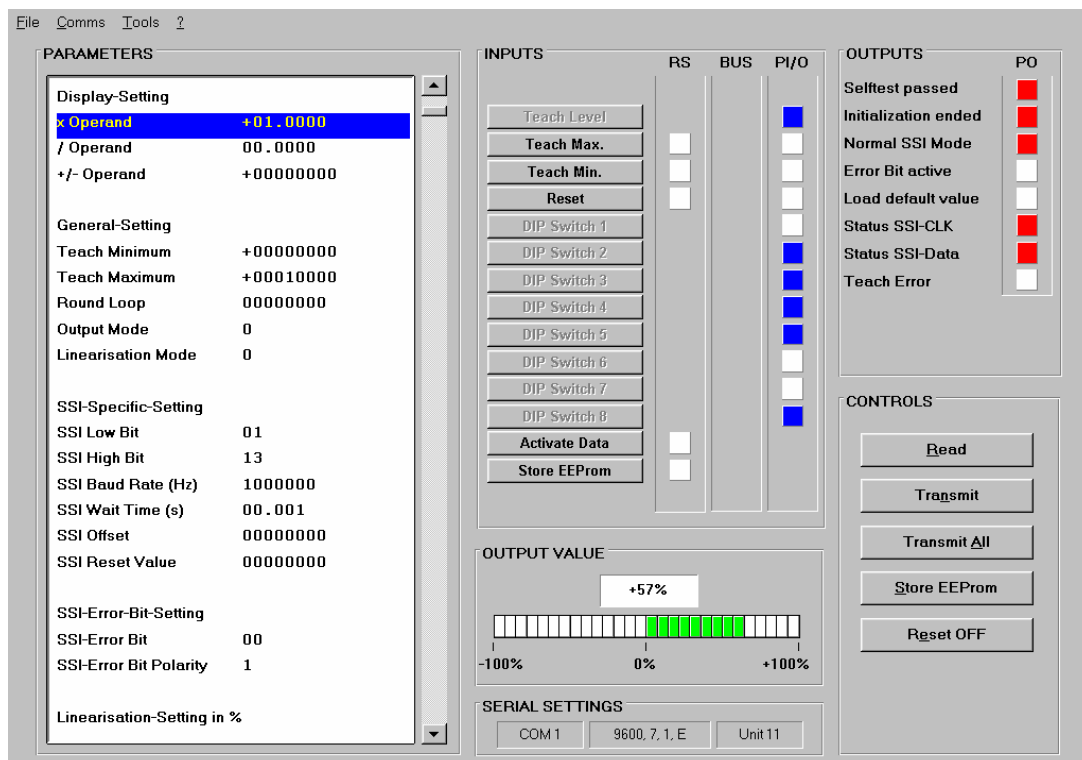 File Comms Tools ?
PARAMETERS
Display-Setting
x Operand +01.0000
/ Operand 00.0000
+/- Operand +00000000
General-Setting
Teach Minimum +00000000
Teach Maximum +00010000
Round Loop 00000000
Output Mode 0
Linearisation Mode 0
SSI-Specific-Setting
SSI Low Bit 01
SSI High Bit 13
SSI Baud Rate (Hz) 1000000
SSI Wait Time (s) 00.001
SSI Offset 00000000
SSI Reset Value 00000000
SSI-Error-Bit-Setting
SSI-Error Bit 00
SSI-Error Bit Polarity 1
Linearisation-Setting in %
INPUTS
RS BUS PI/O
Teach Level
Teach Max.
Teach Min.
Reset
DIP Switch 1
DIP Switch 2
DIP Switch 3
DIP Switch 4
DIP Switch 5
DIP Switch 6
DIP Switch 7
DIP Switch 8
Activate Data
Store EEProm
OUTPUT VALUE
+57%
-100% 0% +100%
SERIAL SETTINGS
COM 1 9600, 7, 1, E Unit 11
OUTPUTS
PO
Selftest passed
Initialization ended
Normal SSI Mode
Error Bit active
Load default value
Status SSI-CLK
Status SSI-Data
Teach Error
CONTROLS
Read
Transmit
Transmit All
Store EEProm
Reset OFF